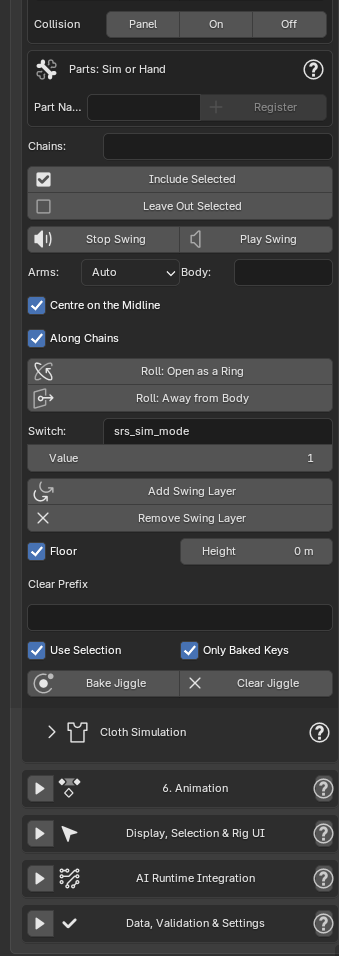 Collision Panel On Off
Parts: Sim or Hand
Part Na... Register
Chains:
Include Selected
Leave Out Selected
Stop Swing Play Swing
Arms: Auto Body:
Centre on the Midline
Along Chains
Roll: Open as a Ring
Roll: Away from Body
Switch: srs_sim_mode
Value 1
Add Swing Layer
Remove Swing Layer
Floor Height 0 m
Clear Prefix
Use Selection Only Baked Keys
Bake Jiggle Clear Jiggle
Cloth Simulation
6. Animation
Display, Selection & Rig UI
AI Runtime Integration
Data, Validation & Settings